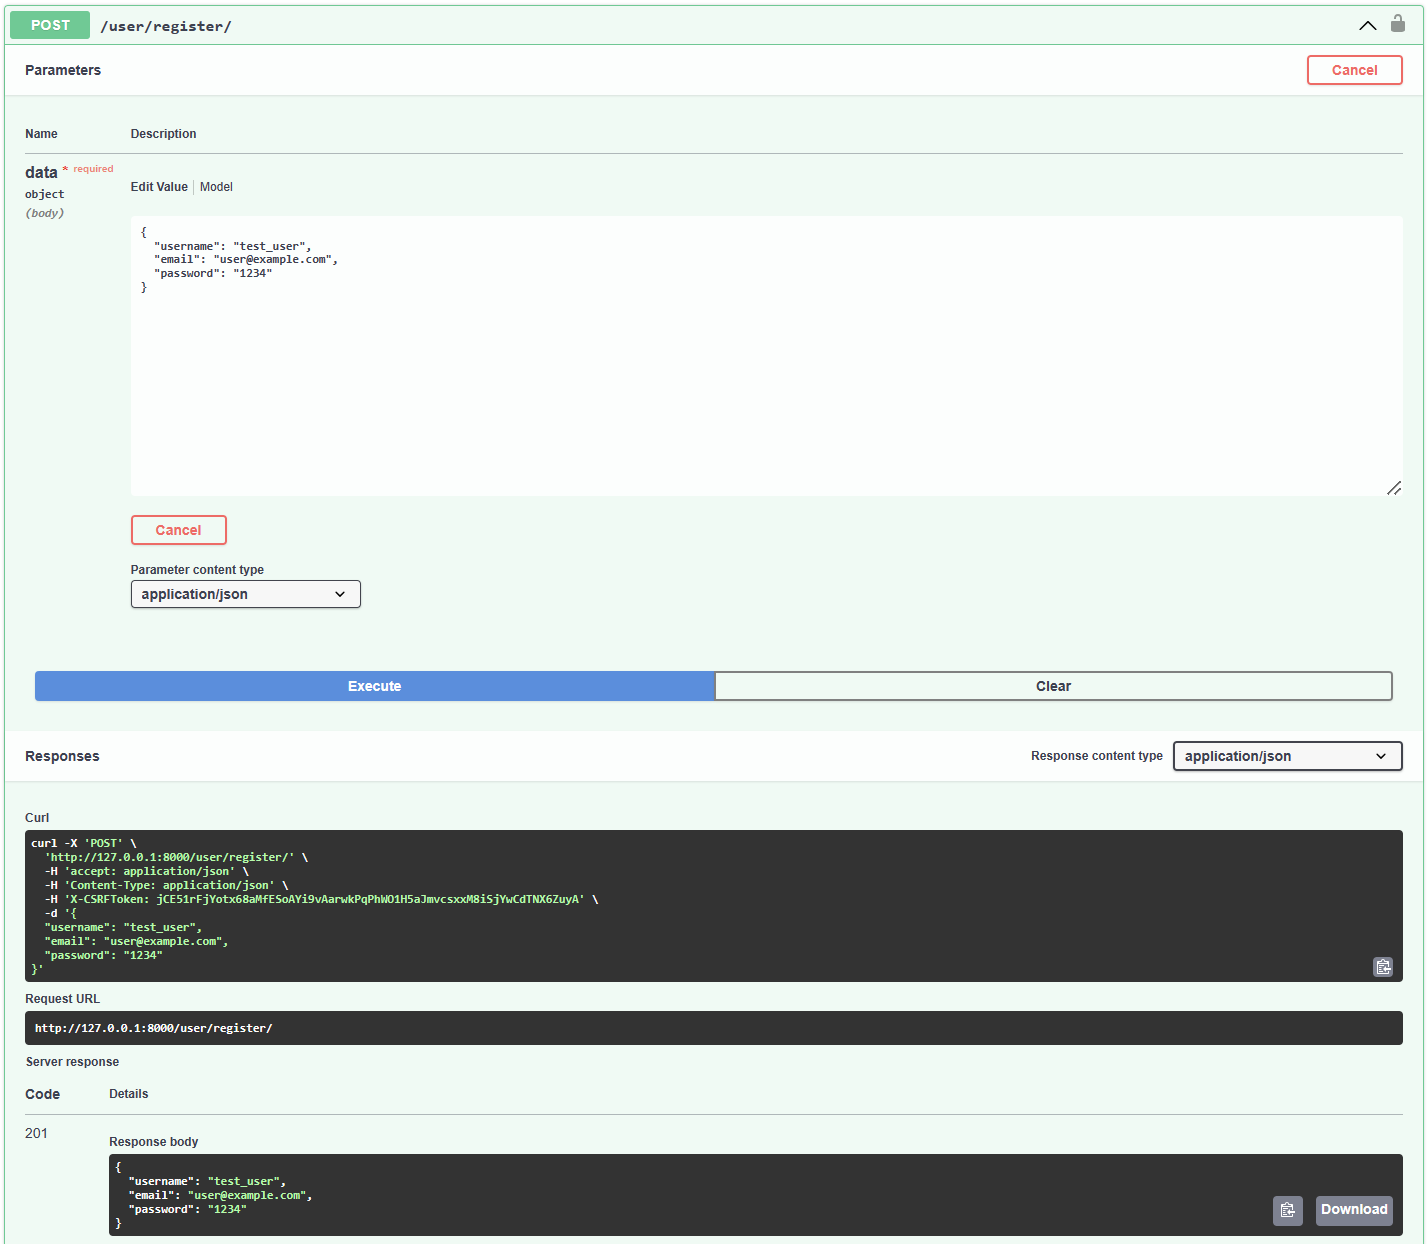 POST /user/register/
Parameters
Cancel
Name Description
data * required
object
(body)
Edit Value Model
{
"username": "test_user",
"email": "user@example.com",
"password": "1234"
}
Cancel
Parameter content type
application/json
Execute Clear
Responses Response content type application/json
Curl
curl -X 'POST' \
'http://127.0.0.1:8000/user/register/' \
-H 'accept: application/json' \
-H 'Content-Type: application/json' \
-H 'X-CSRFToken: jCE51rFjYotx68aMfESoAYi9vAarwkPqPhWO1H5aJmvcsxxM8iSjYwCdTNX6ZuyA' \
-d '{
"username": "test_user",
"email": "user@example.com",
"password": "1234"
}'
Request URL
http://127.0.0.1:8000/user/register/
Server response
Code Details
201
Response body
{
"username": "test_user",
"email": "user@example.com",
"password": "1234"
}
Download